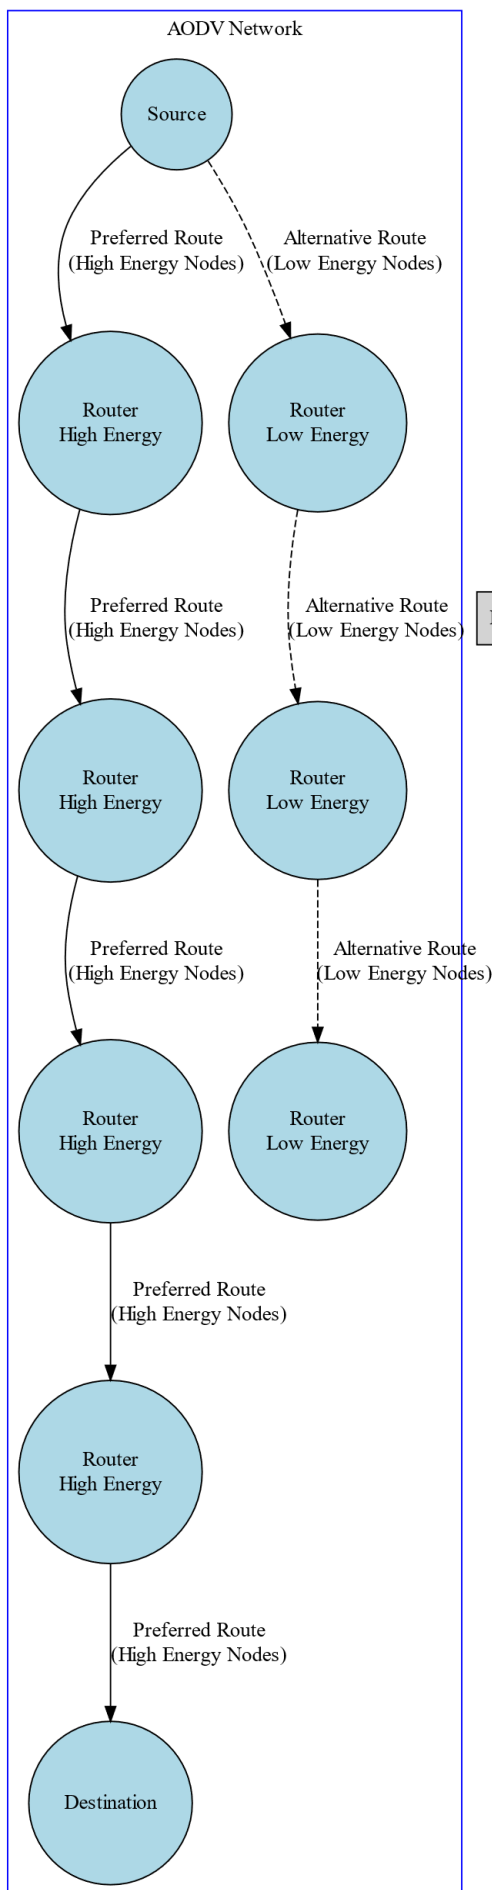 AODV Network
Source
Preferred Route
(High Energy Nodes)
Alternative Route
(Low Energy Nodes)
Router
High Energy
Router
Low Energy
Preferred Route
(High Energy Nodes)
Alternative Route
(Low Energy Nodes)
Router
High Energy
Router
Low Energy
Preferred Route
(High Energy Nodes)
Alternative Route
(Low Energy Nodes)
Router
High Energy
Router
Low Energy
Preferred Route
(High Energy Nodes)
Router
High Energy
Preferred Route
(High Energy Nodes)
Destination